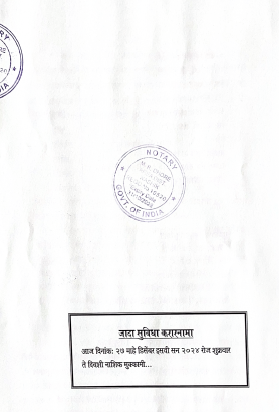 NOTARY
GOVT. OF INDIA
जादा सुविधा करारनामा
आज दिनांक: २७ माहे डिसेंबर इसवी सन २०२४ रोज शुक्रवार
ते दिवशी नाशिक मुक्कामी...